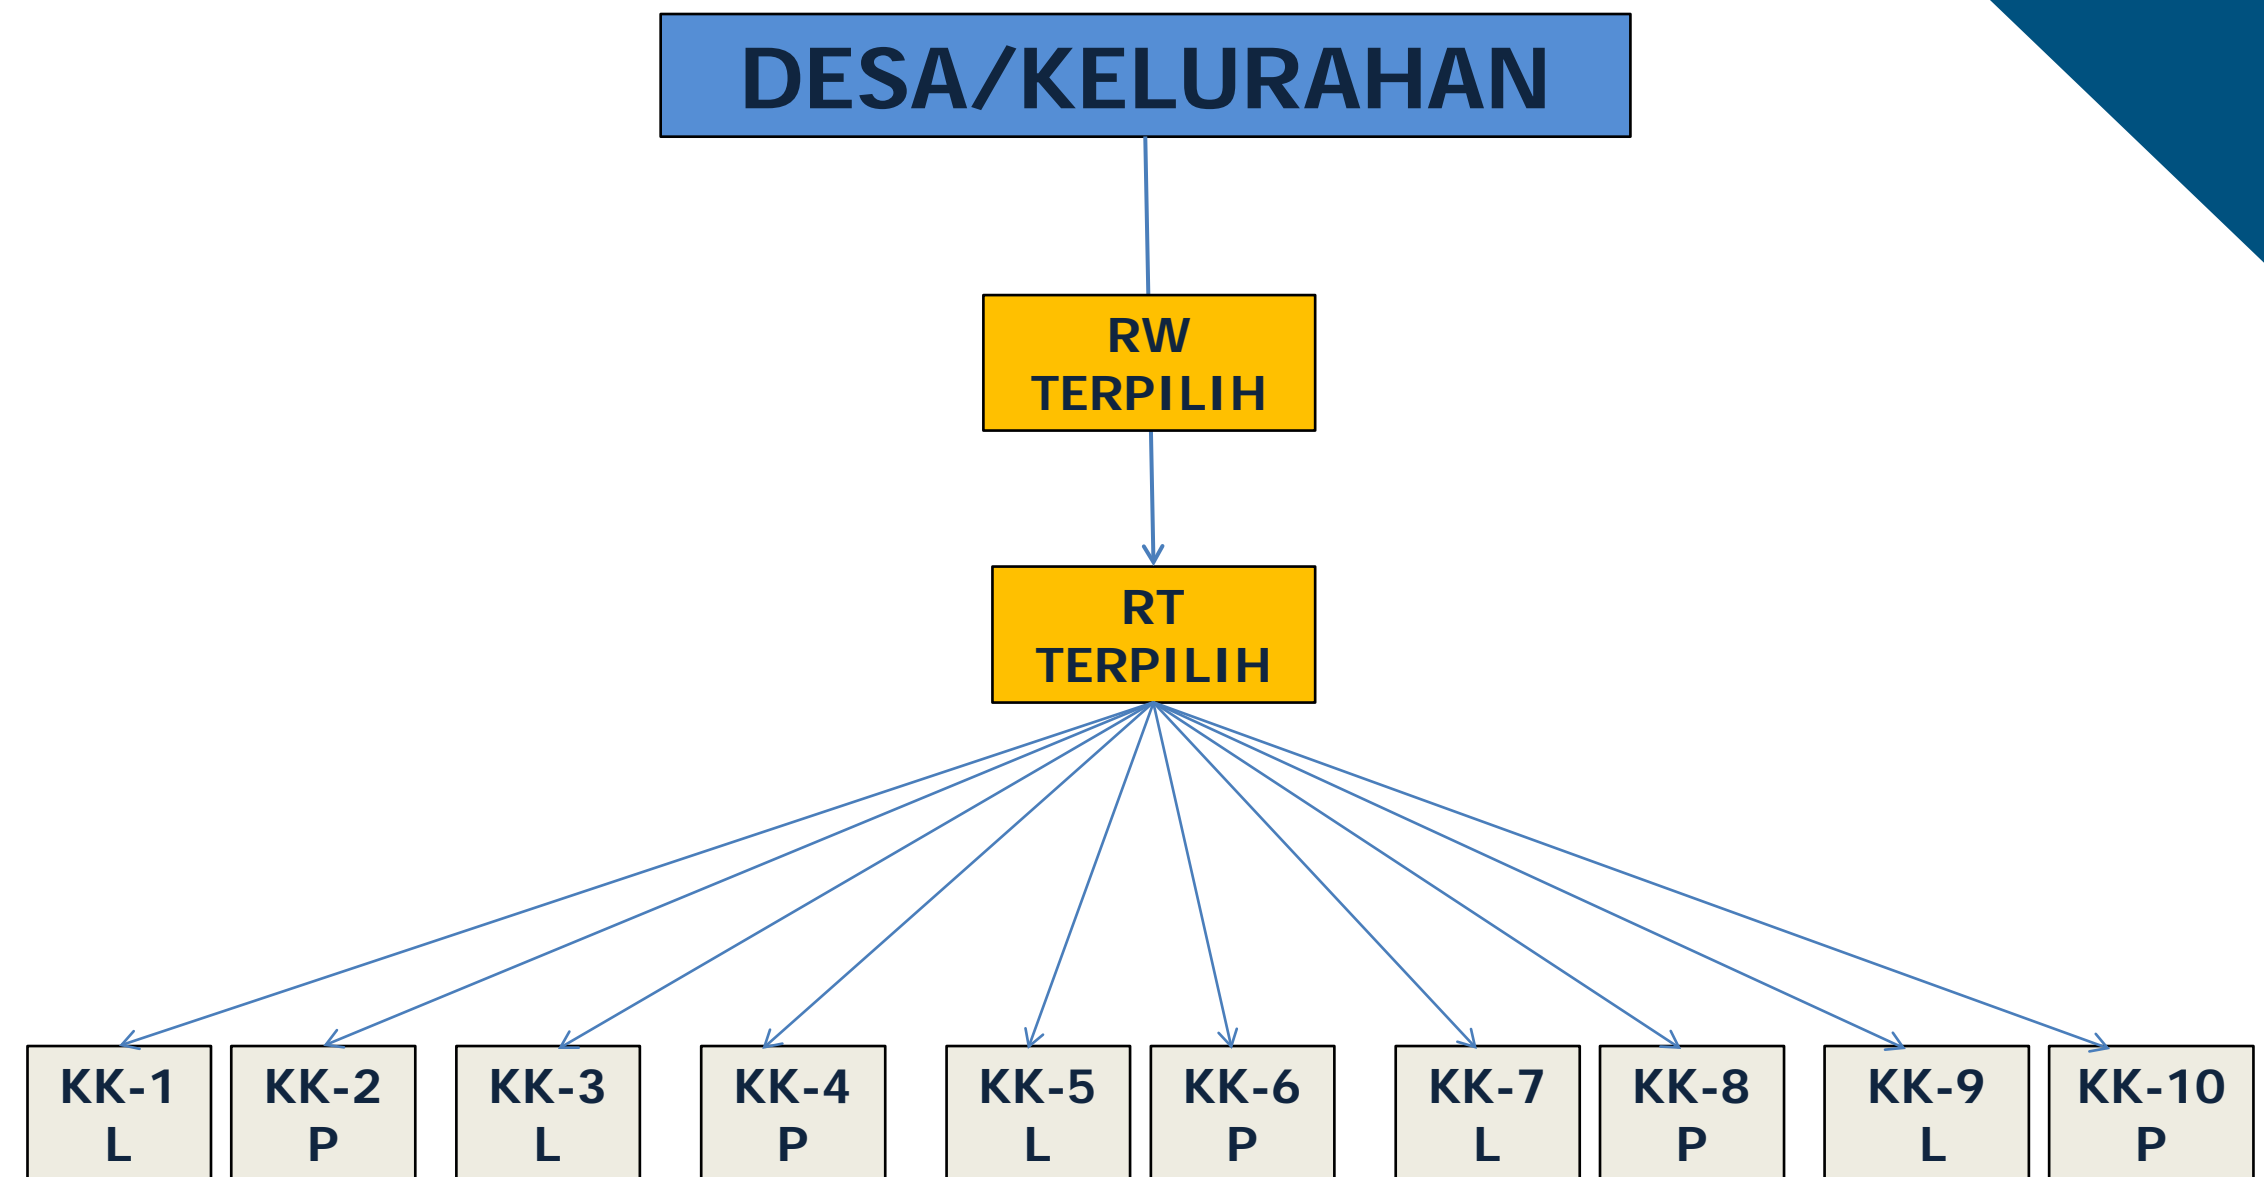 DESA/KELURAHAN
RW
TERPILIH
RT
TERPILIH
KK-1
L
KK-2
P
KK-3
L
KK-4
P
KK-5
L
KK-6
P
KK-7
L
KK-8
P
KK-9
L
KK-10
P